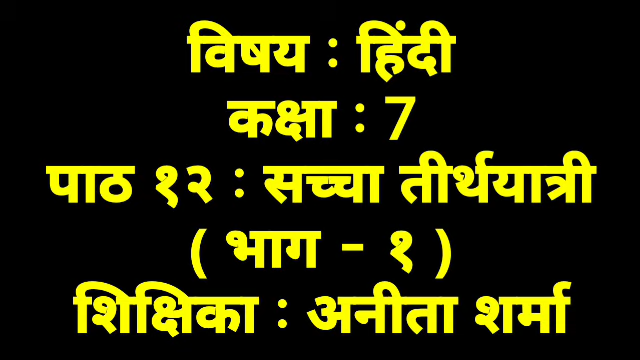 विषय : हिंदी
कक्षा : 7
पाठ १२ : सच्चा तीर्थयात्री
( भाग - १ )
शिक्षिका : अनीता शर्मा